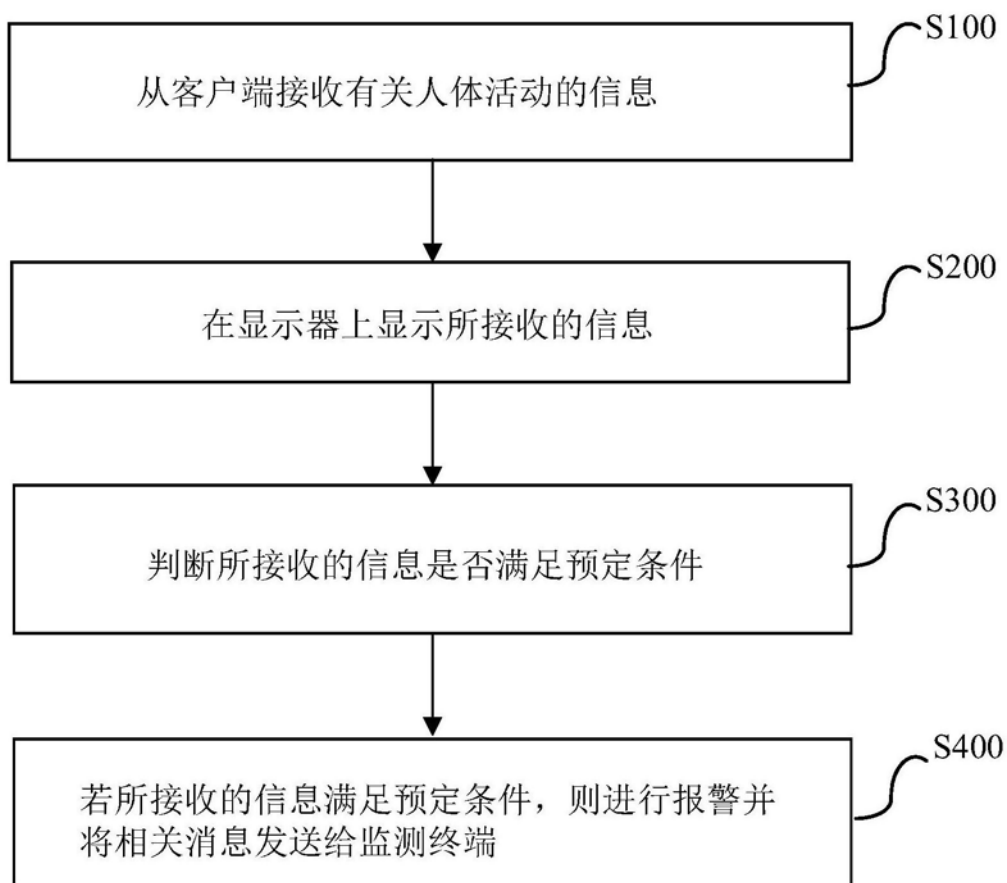 S100
从客户端接收有关人体活动的信息
S200
在显示器上显示所接收的信息
S300
判断所接收的信息是否满足预定条件
S400
若所接收的信息满足预定条件，则进行报警并
将相关消息发送给监测终端